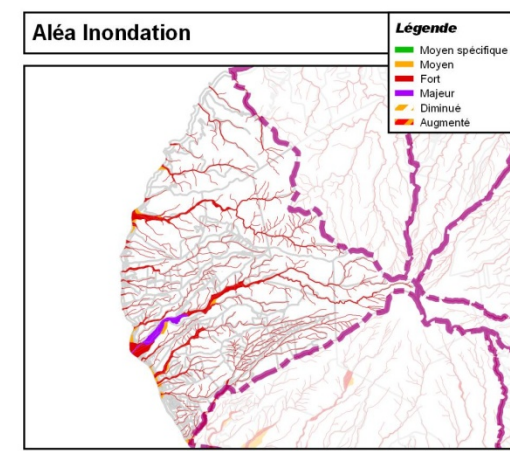 Aléa Inondation
Légende
Moyen spécifique
Moyen
Fort
Majeur
Diminué
Augmenté